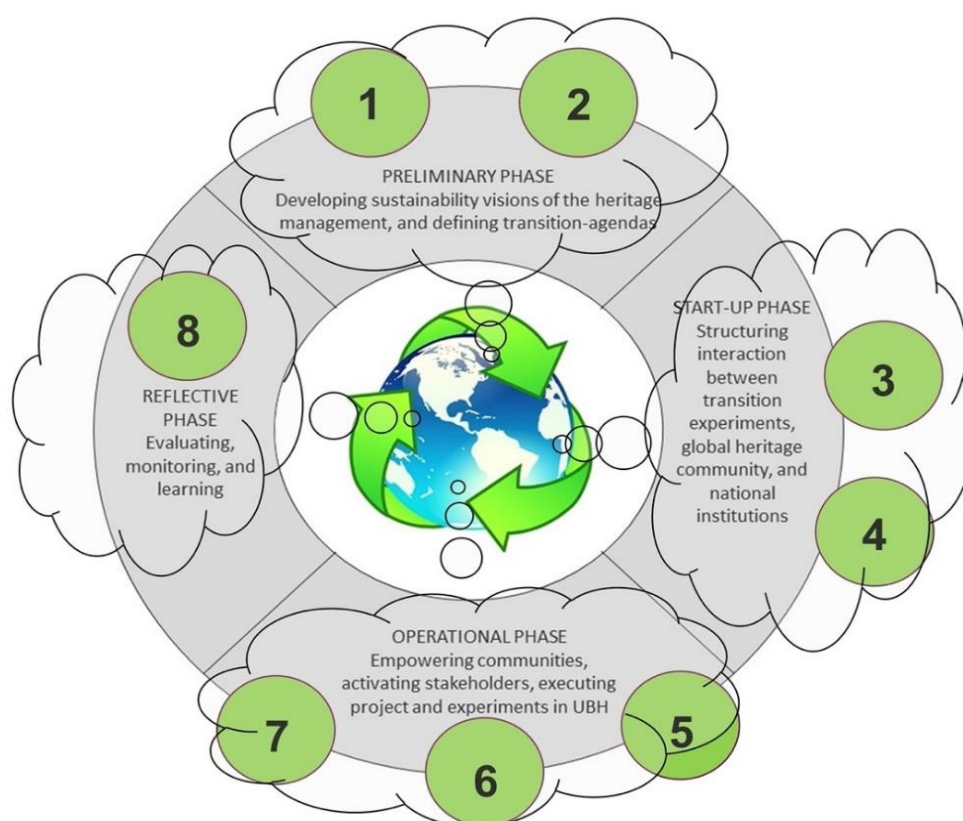 1
2
PRELIMINARY PHASE
Developing sustainability visions of the heritage
management, and defining transition-agendas
START-UP PHASE
Structuring
interaction
between
transition
experiments,
global heritage
community, and
national
institutions
3
4
OPERATIONAL PHASE
Empowering communities,
activating stakeholders, executing
project and experiments in UBH
5
6
7
8
REFLECTIVE
PHASE
Evaluating,
monitoring, and
learning